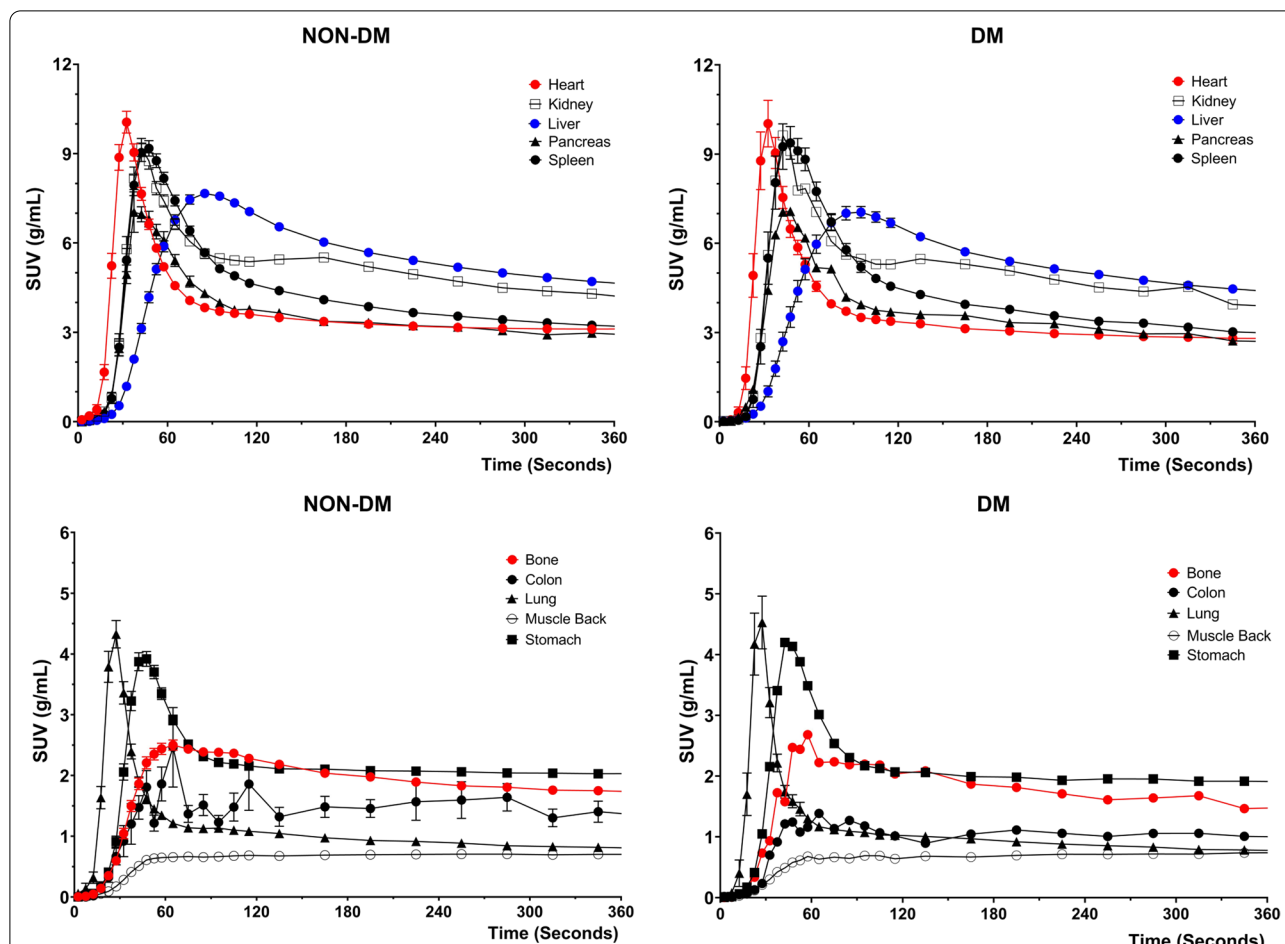 NON-DM
12
9
6
3
0
SUV (g/mL)
Heart
Kidney
Liver
Pancreas
Spleen
0 60 120 180 240 300 360
Time (Seconds)
DM
12
9
6
3
0
SUV (g/mL)
Heart
Kidney
Liver
Pancreas
Spleen
0 60 120 180 240 300 360
Time (Seconds)
NON-DM
6
5
4
3
2
1
0
SUV (g/mL)
Bone
Colon
Lung
Muscle Back
Stomach
0 60 120 180 240 300 360
Time (Seconds)
DM
6
5
4
3
2
1
0
SUV (g/mL)
Bone
Colon
Lung
Muscle Back
Stomach
0 60 120 180 240 300 360
Time (Seconds)